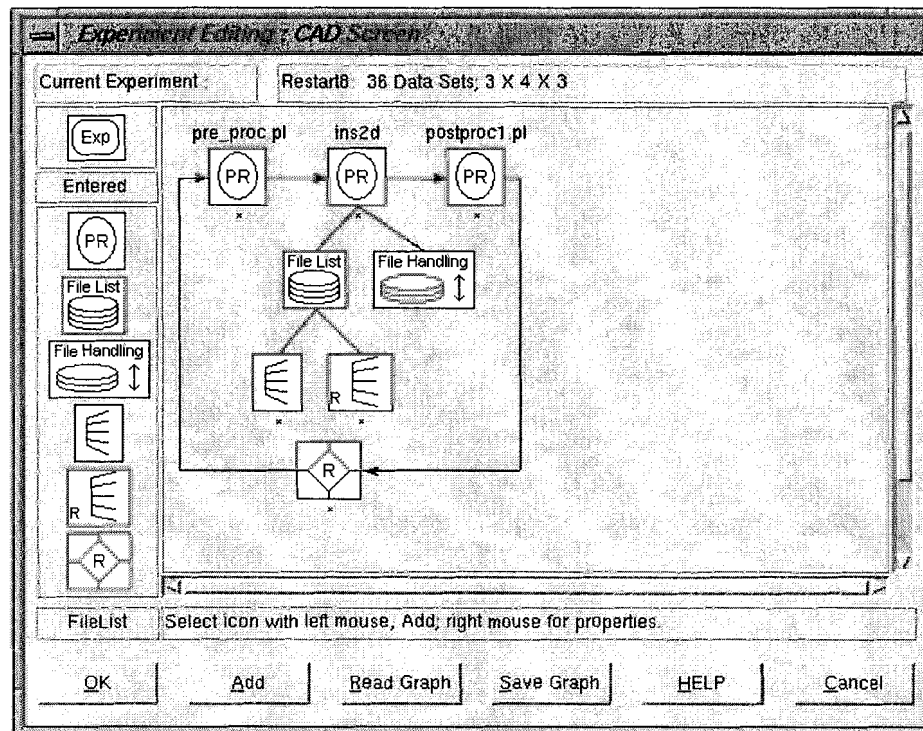 Experiment Editing : CAD Screen
Current Experiment :
Restart8: 36 Data Sets; 3 X 4 X 3
Exp
Entered
PR
File List
File Handling
R
R
pre_proc.pl
ins2d
postproc1.pl
PR
PR
PR
File List
File Handling
R
R
FileList
Select icon with left mouse, Add; right mouse for properties.
OK
Add
Read Graph
Save Graph
HELP
Cancel